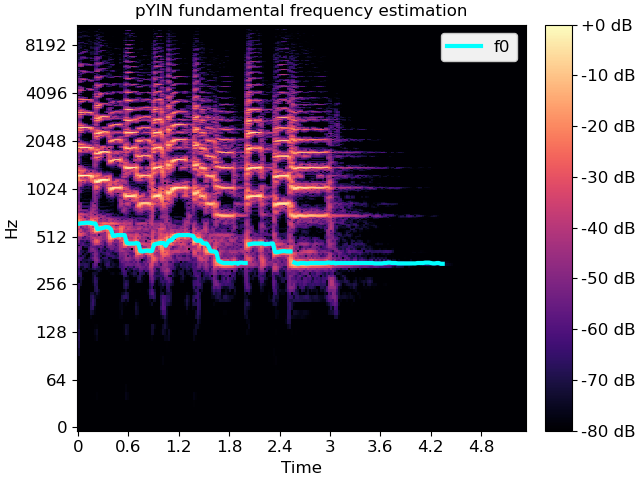 pYIN fundamental frequency estimation
f0
8192
4096
2048
1024
512
256
128
64
0
Hz
0
0.6
1.2
1.8
2.4
3
3.6
4.2
4.8
Time
+0 dB
-10 dB
-20 dB
-30 dB
-40 dB
-50 dB
-60 dB
-70 dB
-80 dB